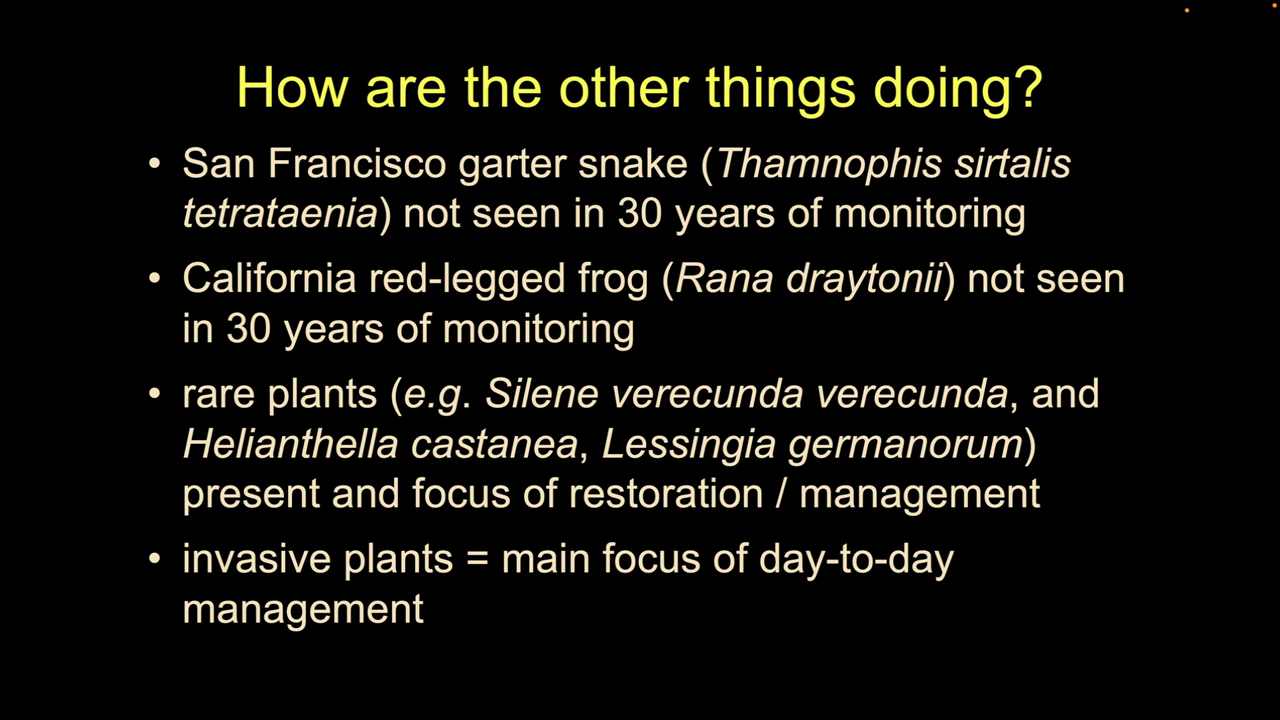 How are the other things doing?
• San Francisco garter snake (Thamnophis sirtalis
tetrataenia) not seen in 30 years of monitoring
• California red-legged frog (Rana draytonii) not seen
in 30 years of monitoring
• rare plants (e.g. Silene verecunda verecunda, and
Helianthella castanea, Lessingia germanorum)
present and focus of restoration / management
• invasive plants = main focus of day-to-day
management